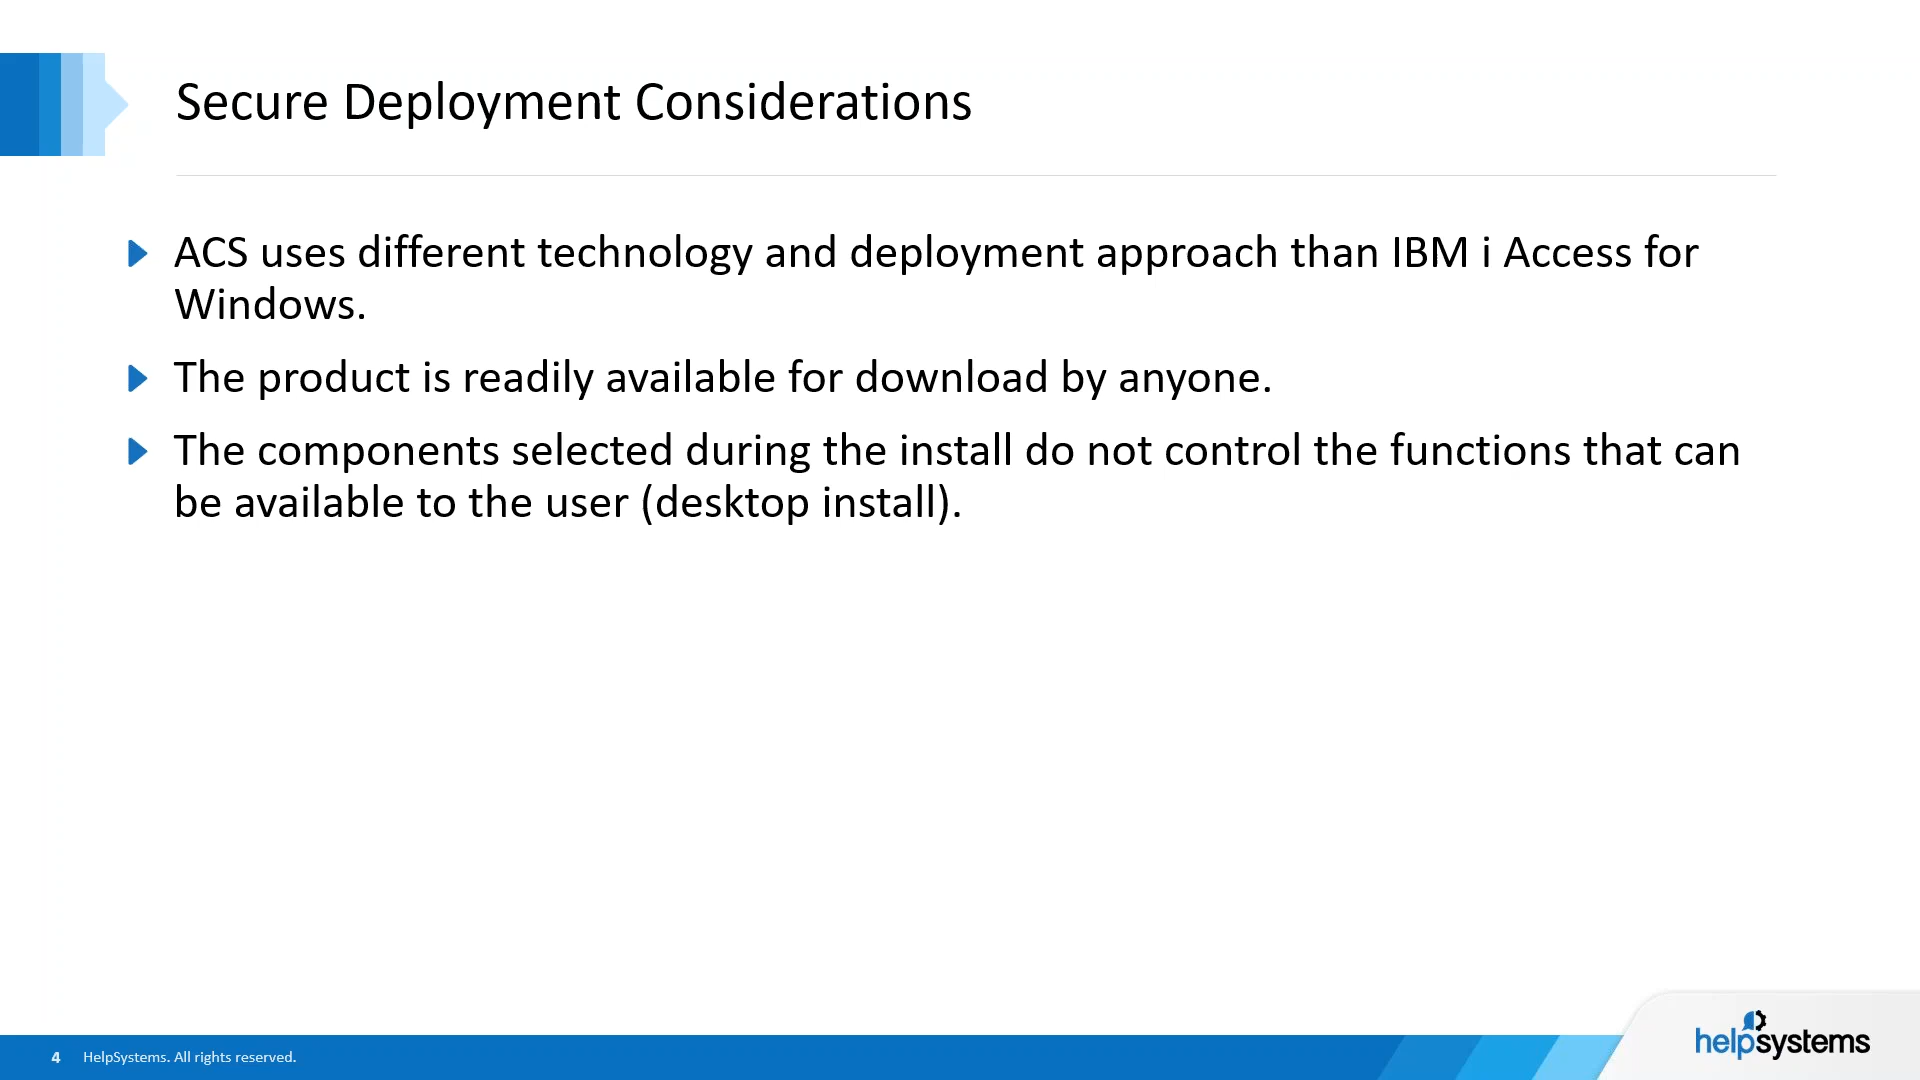 Secure Deployment Considerations
ACS uses different technology and deployment approach than IBM i Access for
Windows.
The product is readily available for download by anyone.
The components selected during the install do not control the functions that can
be available to the user (desktop install).
4 HelpSystems. All rights reserved.
helpsystems